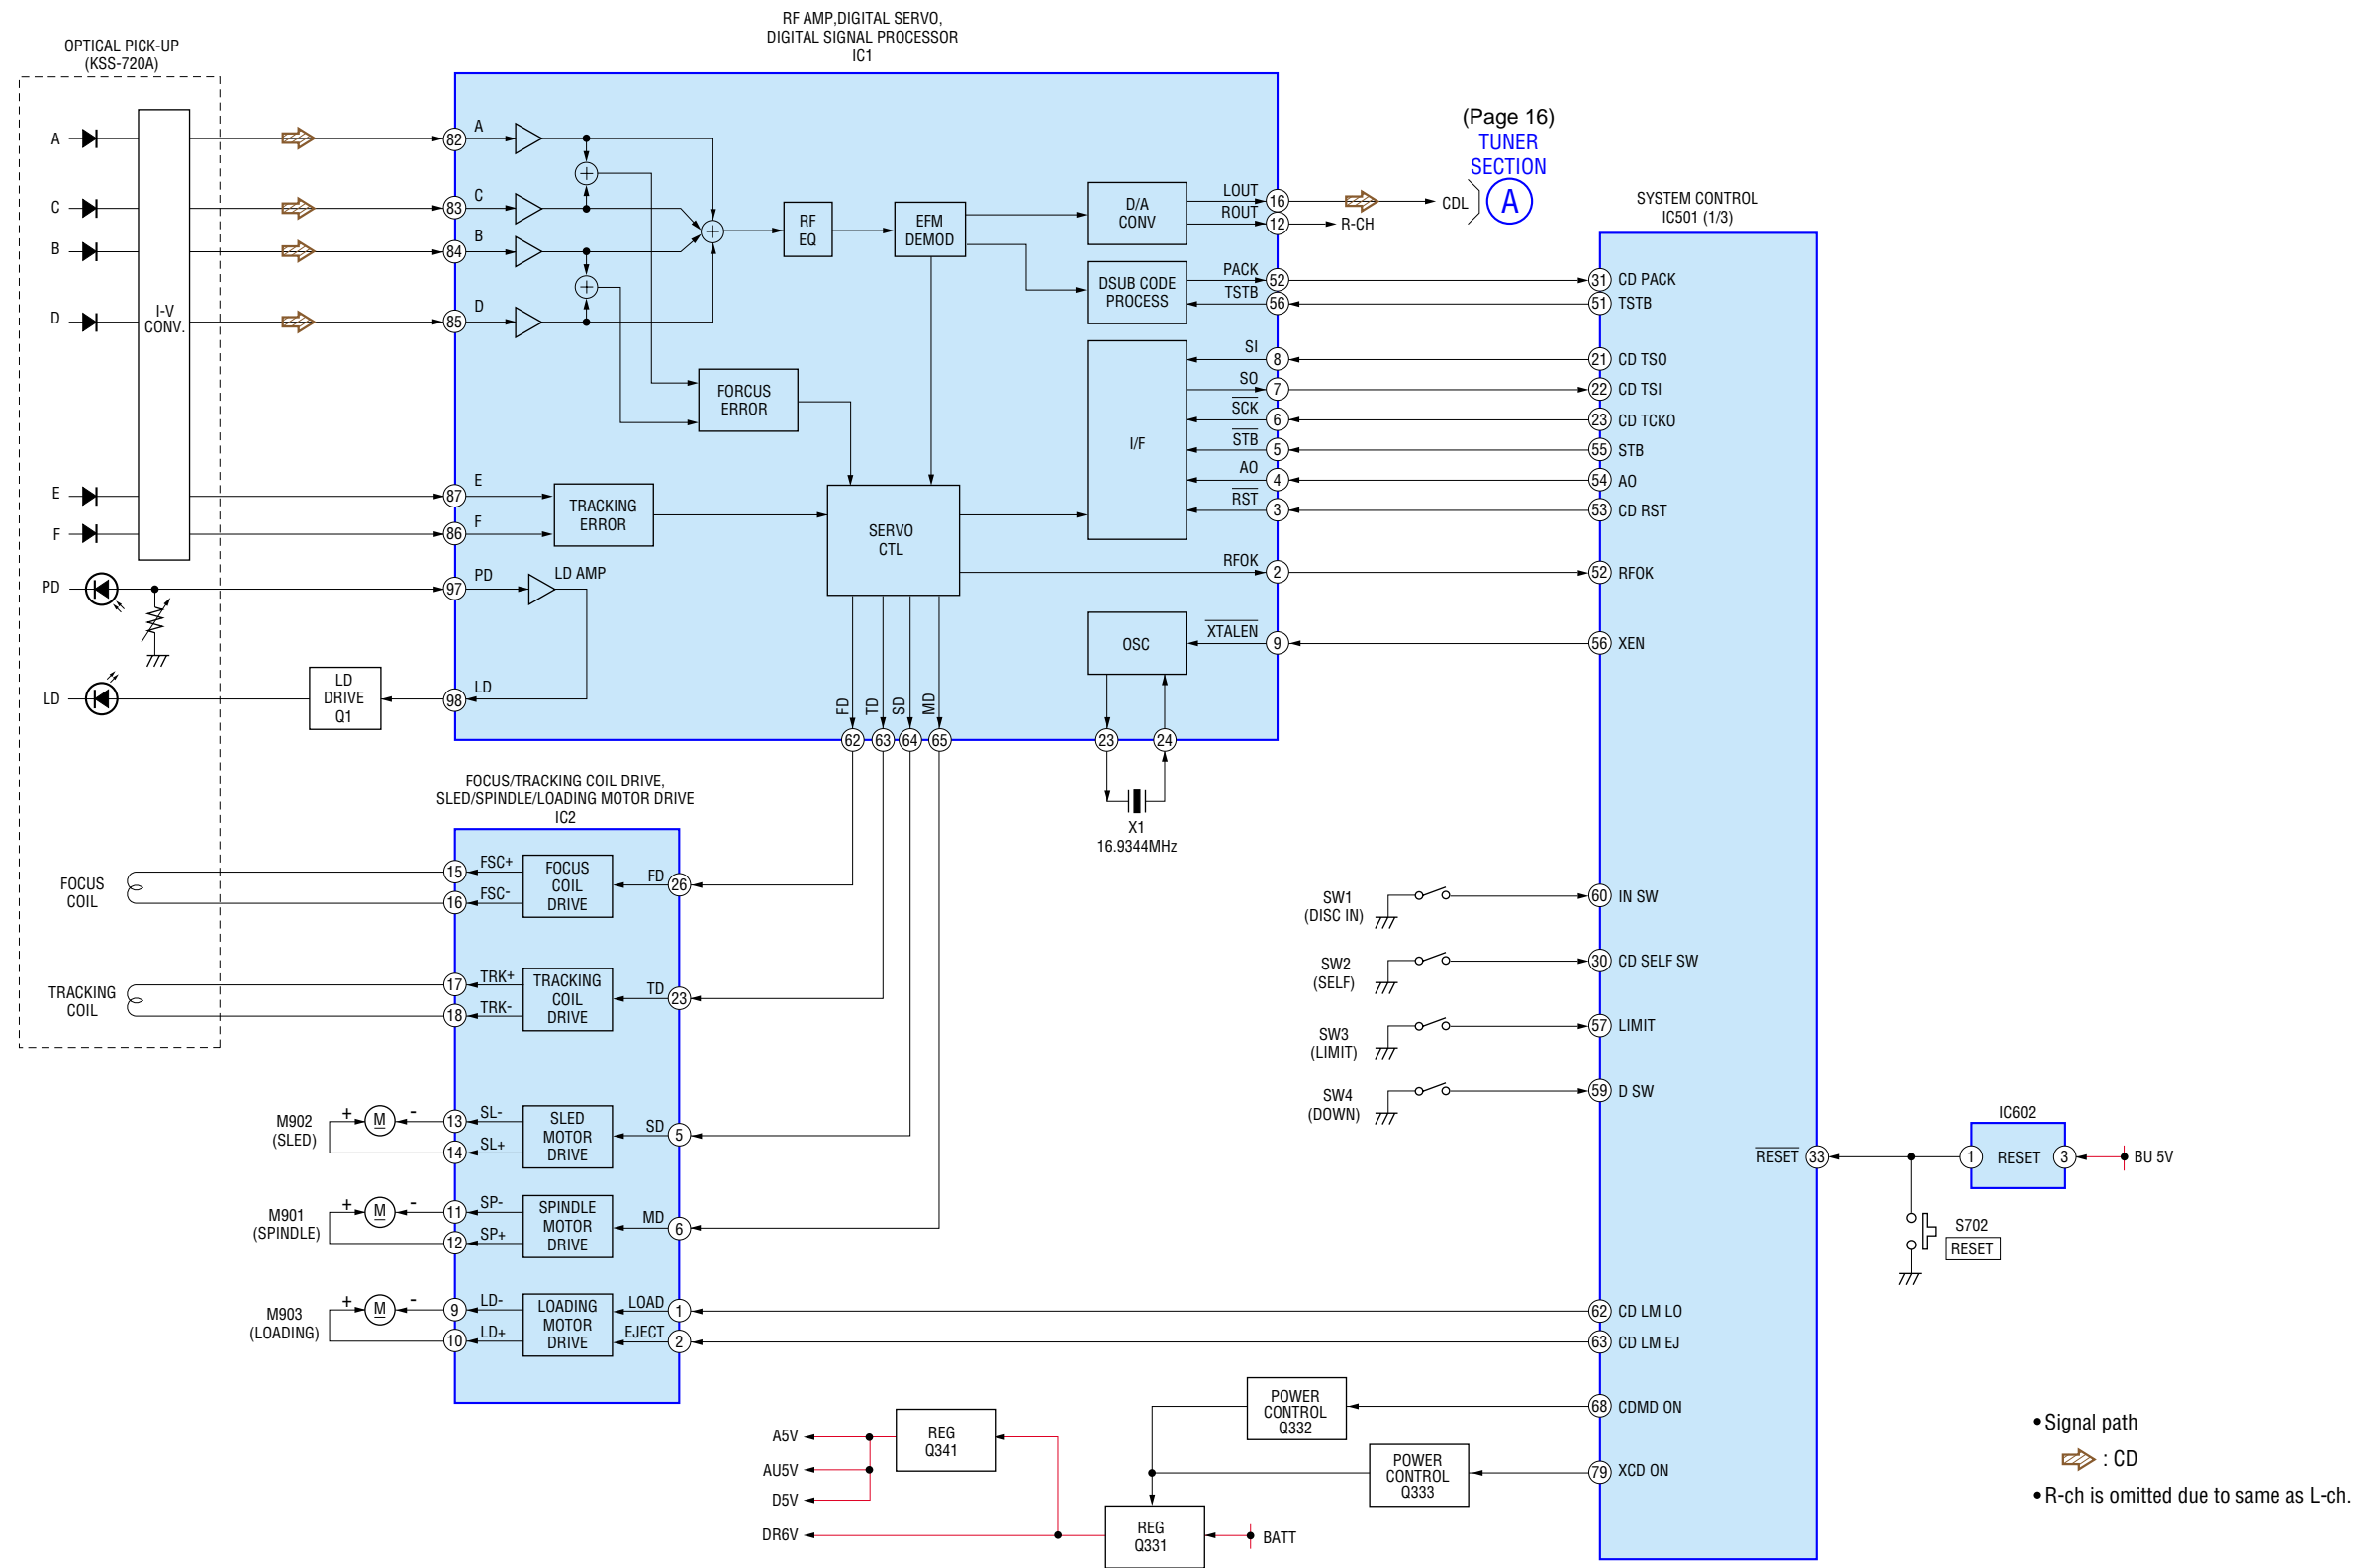 RF AMP,DIGITAL SERVO,
DIGITAL SIGNAL PROCESSOR
IC1
OPTICAL PICK-UP
(KSS-720A)
A
C
B
D
E
F
PD
LD
I-V
CONV.
82
A
83
C
84
B
85
D
87
E
86
F
97
PD
LD AMP
98
LD
LD
DRIVE
Q1
RF
EQ
EFM
DEMOD
FORCUS
ERROR
TRACKING
ERROR
SERVO
CTL
D/A
CONV
DSUB CODE
PROCESS
I/F
OSC
LOUT
16
ROUT
12
PACK
52
TSTB
56
SI
8
SO
7
SCK
6
STB
5
AO
4
RST
3
RFOK
2
XTALEN
9
FD
TD
SD
MD
62
63
64
65
23
24
X1
16.9344MHz
CDL
R-CH
(Page 16)
TUNER
SECTION
A
SYSTEM CONTROL
IC501 (1/3)
31
CD PACK
51
TSTB
21
CD TSO
22
CD TSI
23
CD TCKO
55
STB
54
AO
53
CD RST
52
RFOK
56
XEN
FOCUS/TRACKING COIL DRIVE,
SLED/SPINDLE/LOADING MOTOR DRIVE
IC2
FOCUS
COIL
15
FSC+
16
FSC-
FOCUS
COIL
DRIVE
FD
26
TRACKING
COIL
17
TRK+
18
TRK-
TRACKING
COIL
DRIVE
TD
23
M902
(SLED)
+
M
-
13
SL-
14
SL+
SLED
MOTOR
DRIVE
SD
5
M901
(SPINDLE)
+
M
-
11
SP-
12
SP+
SPINDLE
MOTOR
DRIVE
MD
6
M903
(LOADING)
+
M
-
9
LD-
10
LD+
LOADING
MOTOR
DRIVE
LOAD
1
EJECT
2
SW1
(DISC IN)
60
IN SW
SW2
(SELF)
30
CD SELF SW
SW3
(LIMIT)
57
LIMIT
SW4
(DOWN)
59
D SW
RESET
33
IC602
1
RESET
3
BU 5V
S702
RESET
62
CD LM LO
63
CD LM EJ
68
CDMD ON
79
XCD ON
POWER
CONTROL
Q332
POWER
CONTROL
Q333
REG
Q341
REG
Q331
A5V
AU5V
D5V
DR6V
BATT
• Signal path
: CD
• R-ch is omitted due to same as L-ch.